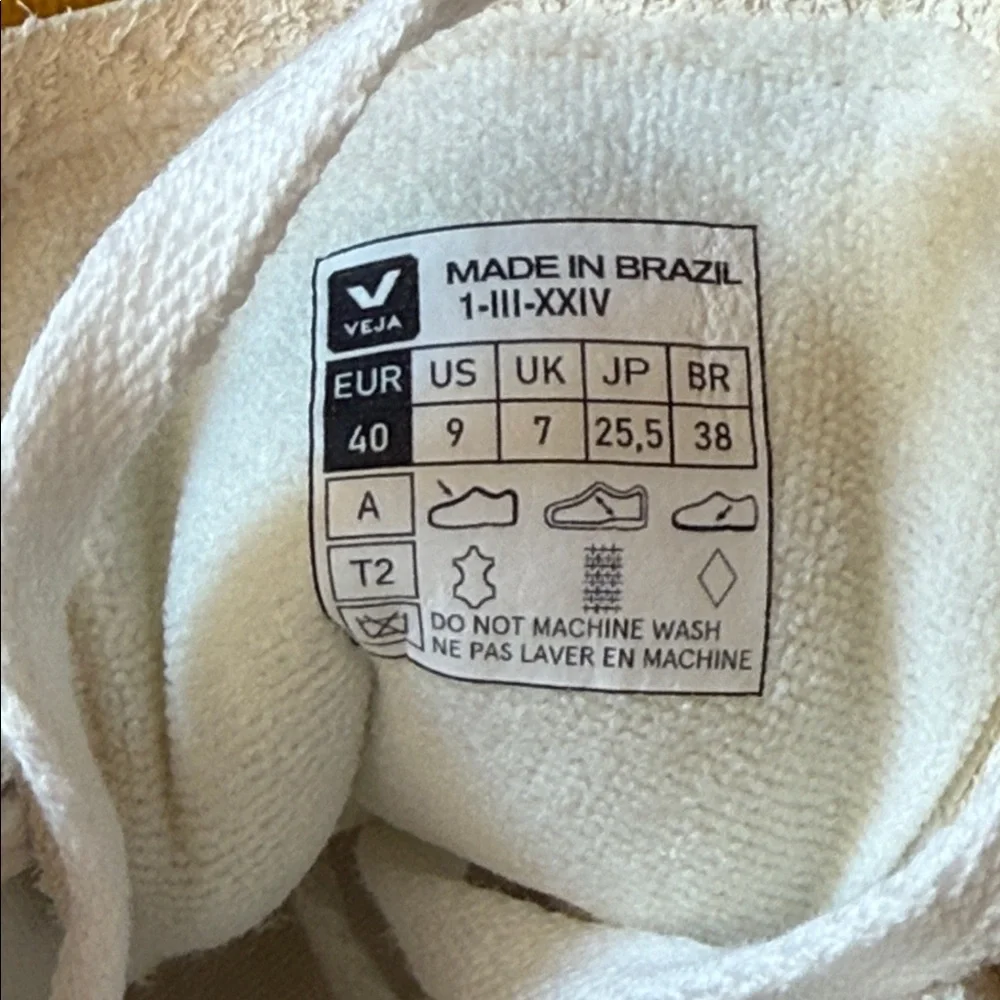 VEJA
MADE IN BRAZIL
1-III-XXIV
EUR US UK JP BR
40 9 7 25,5 38
A
T2
DO NOT MACHINE WASH
NE PAS LAVER EN MACHINE